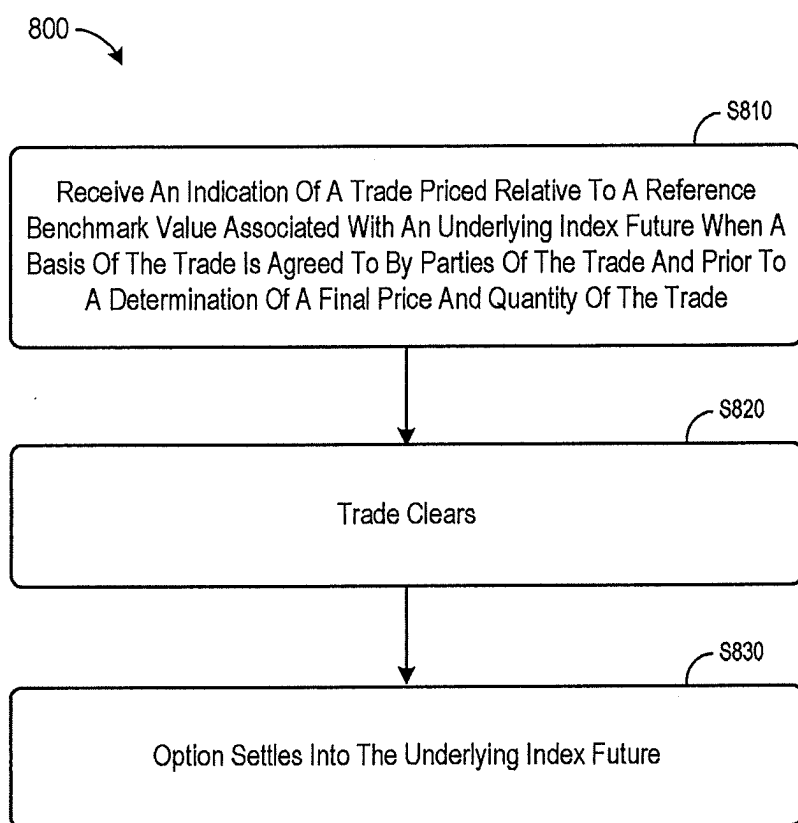 800
S810
Receive An Indication Of A Trade Priced Relative To A Reference
Benchmark Value Associated With An Underlying Index Future When A
Basis Of The Trade Is Agreed To By Parties Of The Trade And Prior To
A Determination Of A Final Price And Quantity Of The Trade
S820
Trade Clears
S830
Option Settles Into The Underlying Index Future